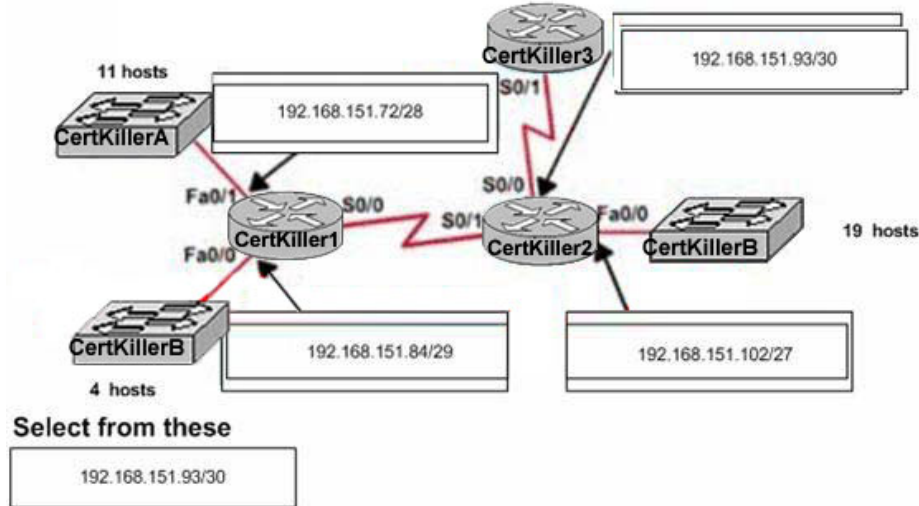 CertKiller3
192.168.151.93/30
11 hosts
S0/1
192.168.151.72/28
CertKillerA
Fa0/1
S0/0
S0/0
S0/1
Fa0/0
CertKiller1
CertKiller2
CertKillerB
19 hosts
Fa0/0
CertKillerB
192.168.151.84/29
192.168.151.102/27
4 hosts
Select from these
192.168.151.93/30